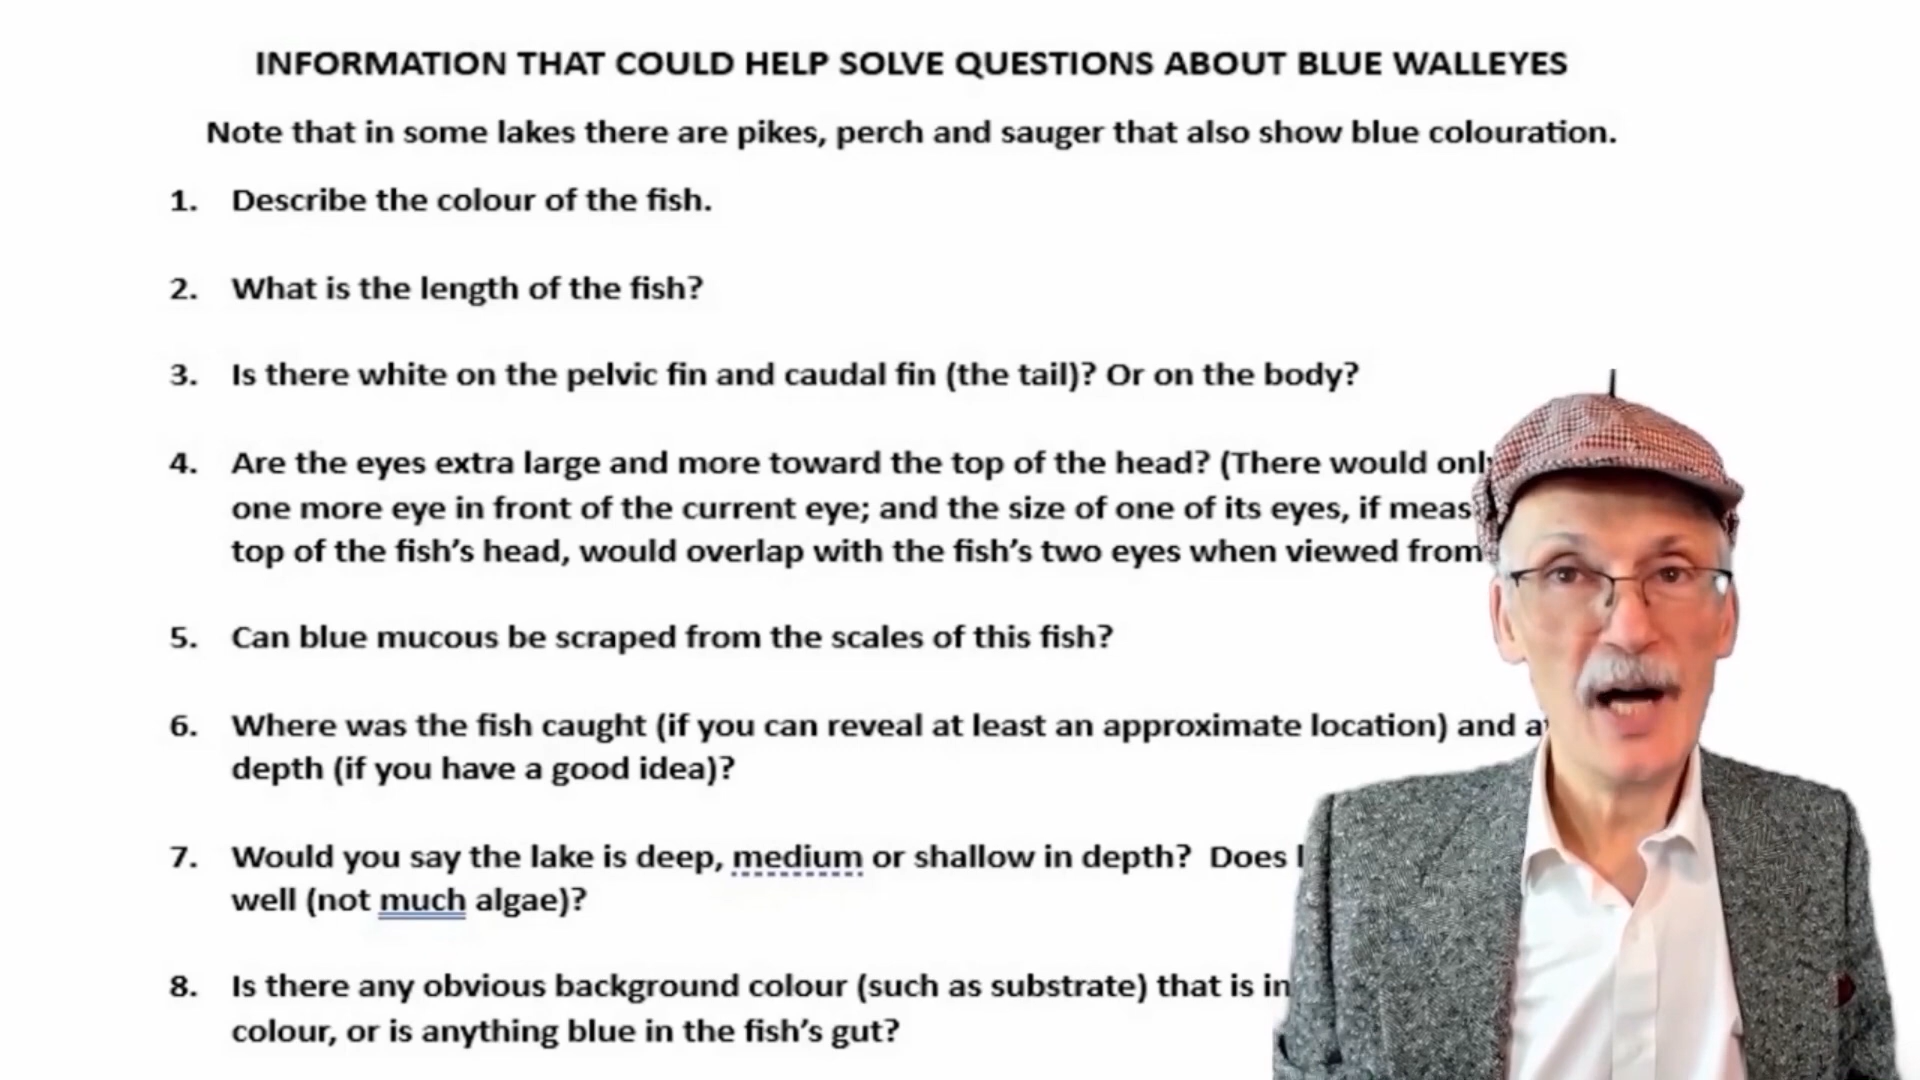 INFORMATION THAT COULD HELP SOLVE QUESTIONS ABOUT BLUE WALLEYES
Note that in some lakes there are pikes, perch and sauger that also show blue colouration.
1. Describe the colour of the fish.
2. What is the length of the fish?
3. Is there white on the pelvic fin and caudal fin (the tail)? Or on the body?
4. Are the eyes extra large and more toward the top of the head? (There would
one more eye in front of the current eye; and the size of one of its eyes, if
top of the fish's head, would overlap with the fish's two eyes when viewed from
5. Can blue mucous be scraped from the scales of this fish?
6. Where was the fish caught (if you can reveal at least an approximate location) and
depth (if you have a good idea)?
7. Would you say the lake is deep, medium or shallow in depth? Does
well (not much algae)?
8. Is there any obvious background colour (such as substrate) that is
colour, or is anything blue in the fish's gut?